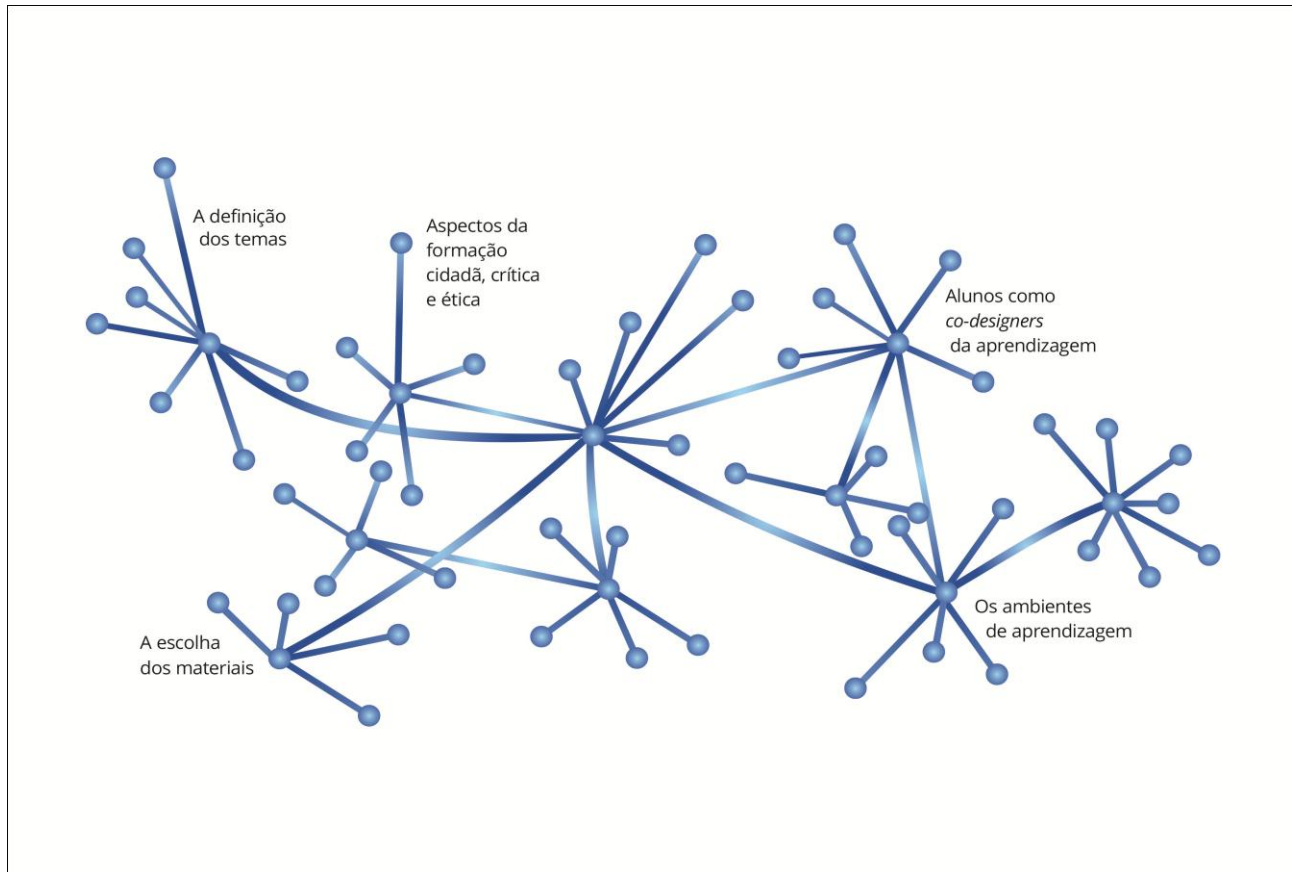 A definição
dos temas
Aspectos da
formação
cidadã, crítica
e ética
Alunos como
co-designers
da aprendizagem
A escolha
dos materiais
Os ambientes
de aprendizagem